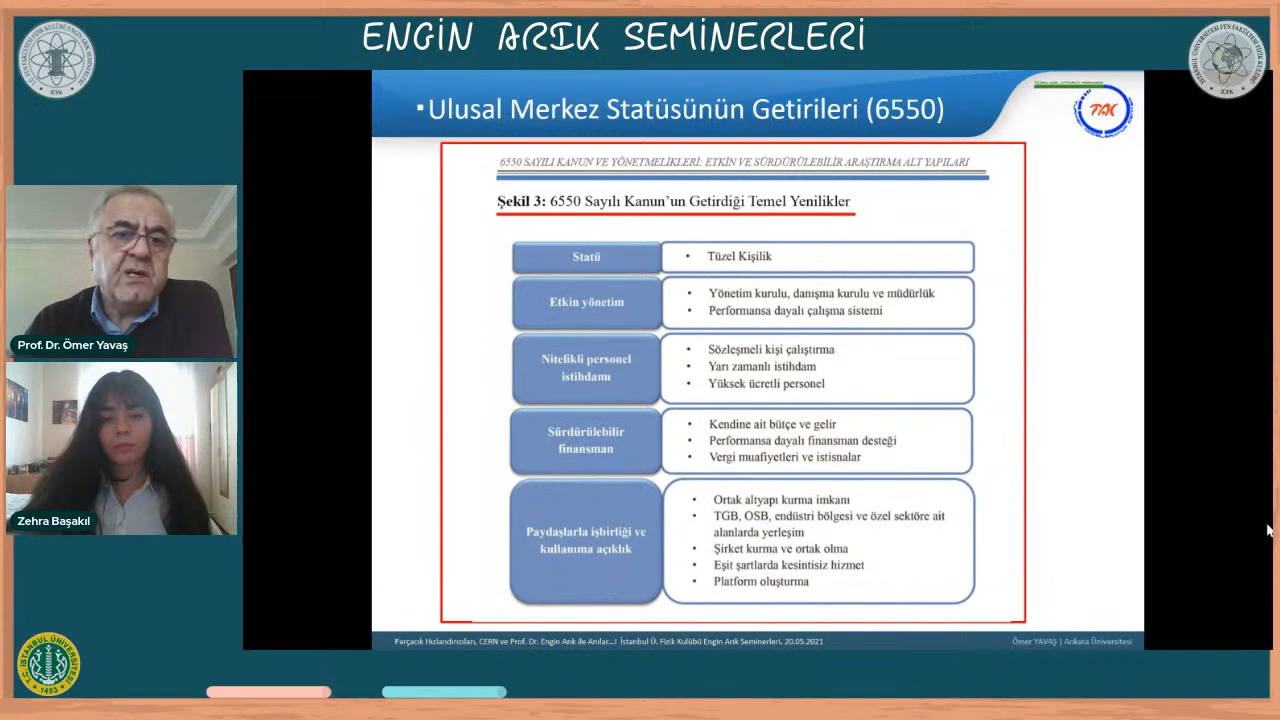 ENGİN ARIK SEMİNERLERİ
▪Ulusal Merkez Statüsünün Getirileri (6550)
TAC
6550 SAYILI KANUN VE YÖNETMELİKLERİ: ETKİN VE SÜRDÜRÜLEBİLİR ARAŞTIRMA ALT YAPILARI
Şekil 3: 6550 Sayılı Kanun'un Getirdiği Temel Yenilikler
Statü
• Tüzel Kişilik
Etkin yönetim
• Yönetim kurulu, danışma kurulu ve müdürlük
• Performansa dayalı çalışma sistemi
Nitelikli personel
istihdamı
• Sözleşmeli kişi çalıştırma
• Yarı zamanlı istihdam
• Yüksek ücretli personel
Sürdürülebilir
finansman
• Kendine ait bütçe ve gelir
• Performansa dayalı finansman desteği
• Vergi muafiyetleri ve istisnalar
Paydaşlarla işbirliği ve
kullanıma açıklık
• Ortak altyapı kurma imkanı
• TGB, OSB, endüstri bölgesi ve özel sektöre ait
alanlarda yerleşim
• Şirket kurma ve ortak olma
• Eşit şartlarda kesintisiz hizmet
• Platform oluşturma
Parçacık Hızlandırıcıları, CERN ve Prof. Dr. Engin Arık ile Anılar...! İstanbul Ü. Fizik Kulübü Engin Arık Seminerleri, 20.05.2021
Ömer YAVAŞ | Ankara Üniversitesi
Prof. Dr. Ömer Yavaş
Zehra Başakıl
T.C. İSTANBUL ÜNİVERSİTESİ
1453